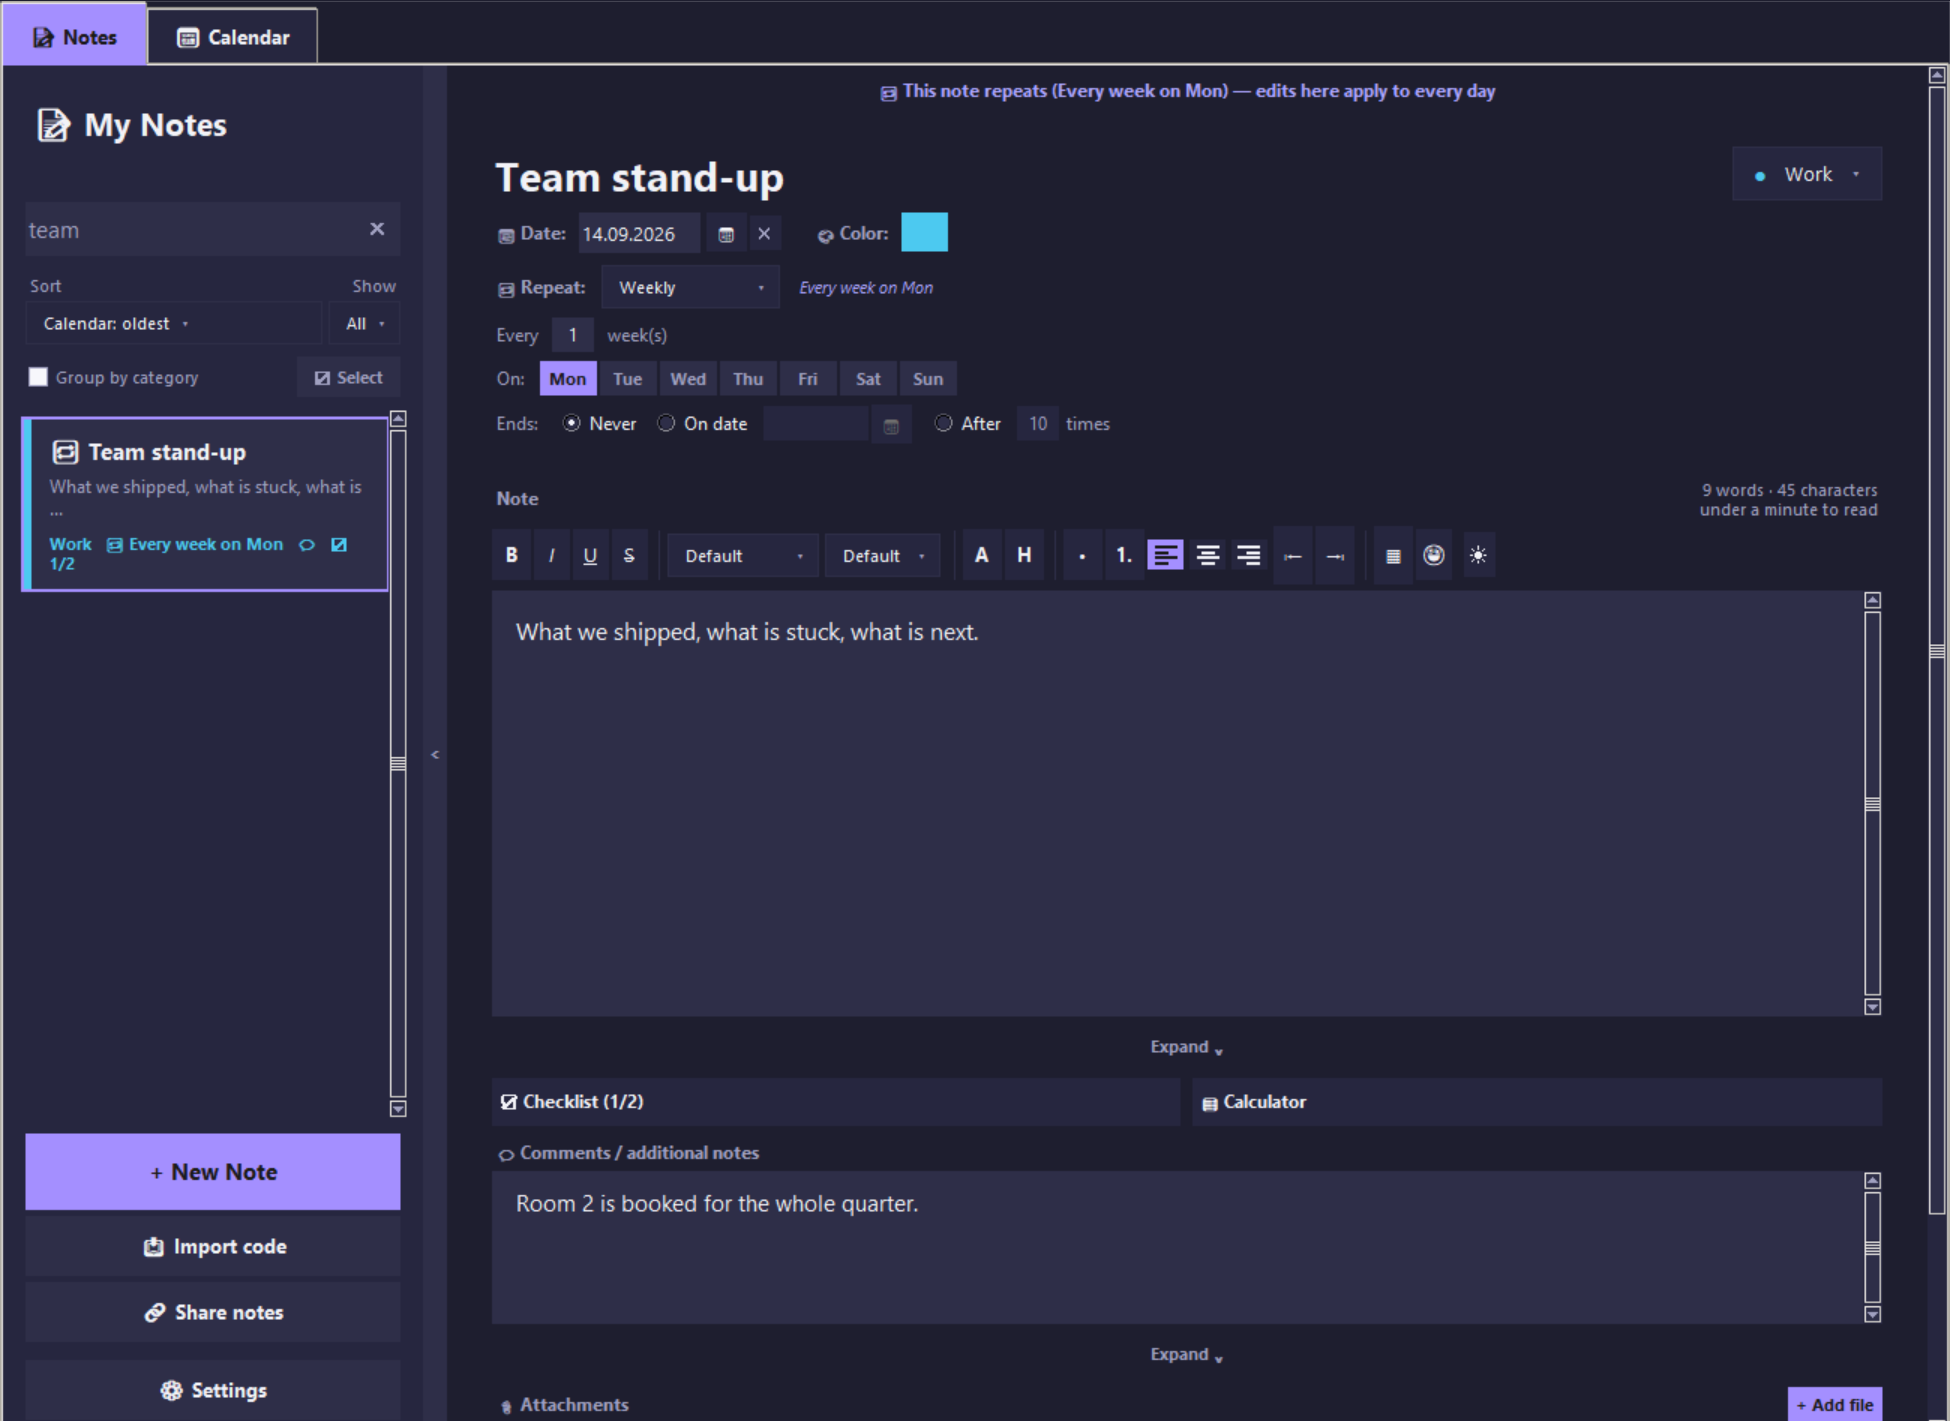 Notes
Calendar
My Notes
team
Sort
Show
Calendar: oldest
All
Group by category
Select
Team stand-up
What we shipped, what is stuck, what is
...
Work Every week on Mon
1/2
+ New Note
Import code
Share notes
Settings
<
This note repeats (Every week on Mon) — edits here apply to every day
Team stand-up
Work
Date: 14.09.2026
Color:
Repeat: Weekly Every week on Mon
Every 1 week(s)
On: Mon Tue Wed Thu Fri Sat Sun
Ends: Never On date After 10 times
Note
9 words · 45 characters
under a minute to read
B I U S Default Default A H • 1.
What we shipped, what is stuck, what is next.
Expand
Checklist (1/2)
Calculator
Comments / additional notes
Room 2 is booked for the whole quarter.
Expand
Attachments
+ Add file